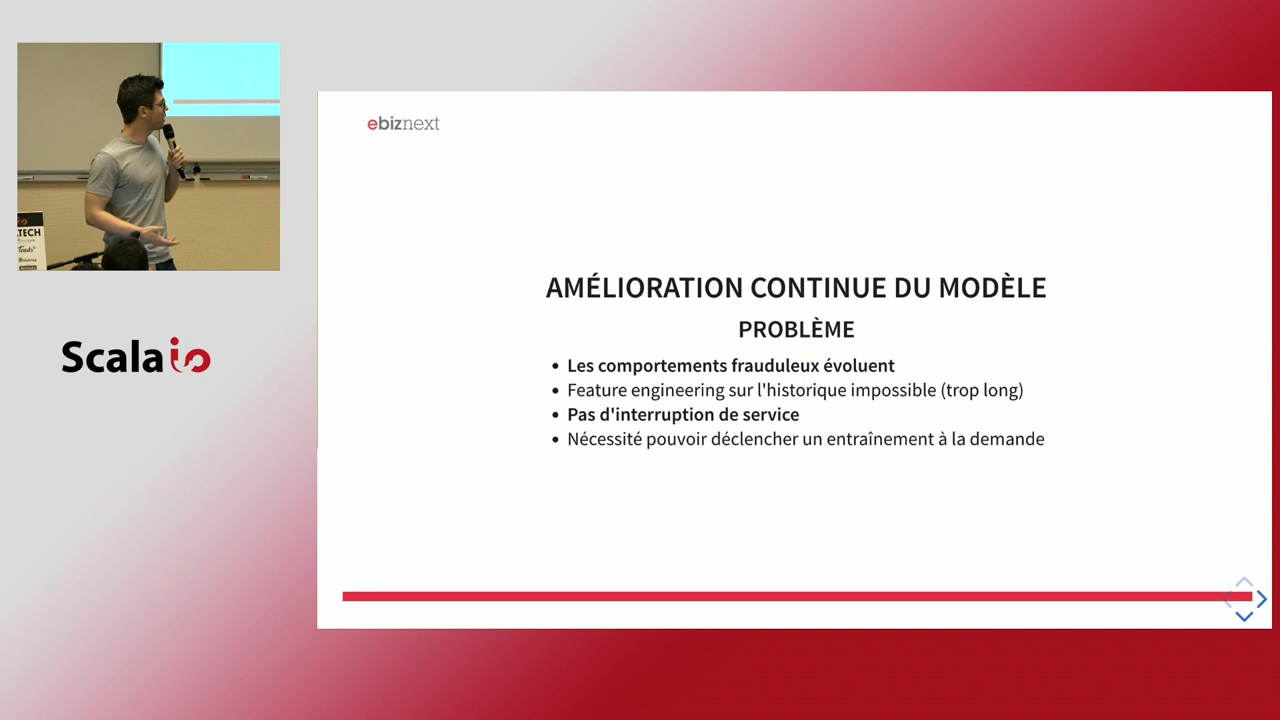 ebiznext
AMÉLIORATION CONTINUE DU MODÈLE
PROBLÈME
Les comportements frauduleux évoluent
Feature engineering sur l'historique impossible (trop long)
Pas d'interruption de service
Nécessité pouvoir déclencher un entraînement à la demande
Scala io